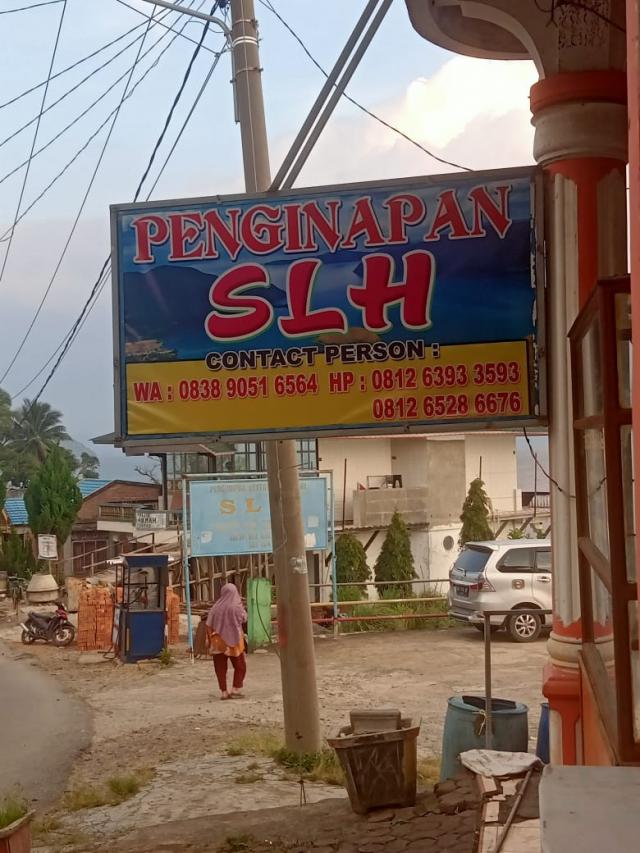 PENGINAPAN
SLH
CONTACT PERSON :
WA : 0838 9051 6564 HP : 0812 6393 3593
0812 6528 6676
S L